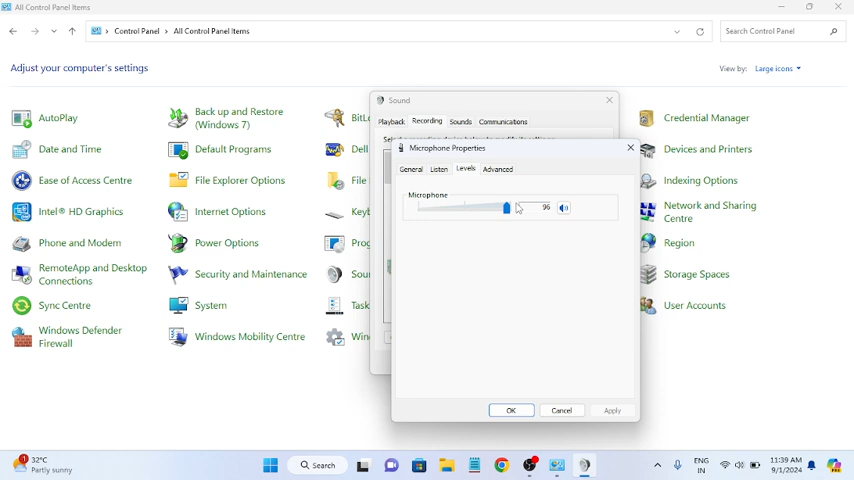 All Control Panel Items
Control Panel > All Control Panel Items
Search Control Panel
Adjust your computer's settings
View by: Large icons
AutoPlay
Back up and Restore
(Windows 7)
Credential Manager
Date and Time
Default Programs
Dell
Devices and Printers
Ease of Access Centre
File Explorer Options
File
Indexing Options
Intel® HD Graphics
Internet Options
Network and Sharing
Centre
Phone and Modem
Power Options
Region
RemoteApp and Desktop
Connections
Security and Maintenance
Storage Spaces
Sync Centre
System
User Accounts
Windows Defender
Firewall
Windows Mobility Centre
Sound
Playback Recording Sounds Communications
Microphone Properties
General Listen Levels Advanced
Microphone
96
OK Cancel Apply
1
32°C
Partly sunny
Search
ENG
IN
11:39 AM
9/1/2024